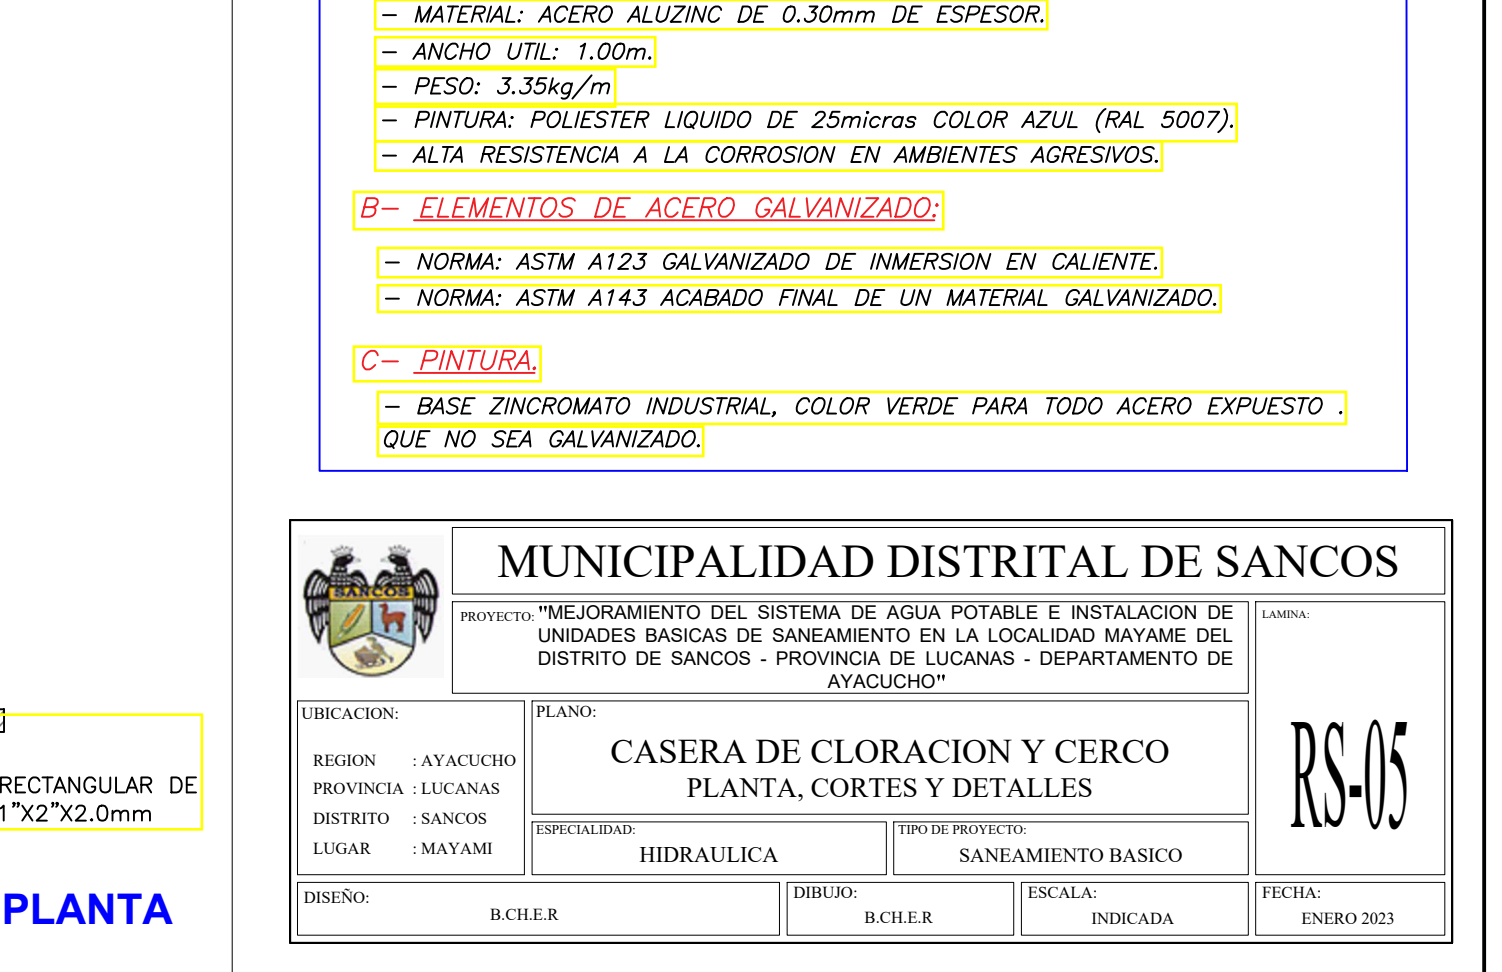 - MATERIAL: ACERO ALUZINC DE 0.30mm DE ESPESOR.
- ANCHO UTIL: 1.00m.
- PESO: 3.35kg/m
- PINTURA: POLIESTER LIQUIDO DE 25micras COLOR AZUL (RAL 5007).
- ALTA RESISTENCIA A LA CORROSION EN AMBIENTES AGRESIVOS.
B- ELEMENTOS DE ACERO GALVANIZADO:
- NORMA: ASTM A123 GALVANIZADO DE INMERSION EN CALIENTE.
- NORMA: ASTM A143 ACABADO FINAL DE UN MATERIAL GALVANIZADO.
C- PINTURA.
- BASE ZINCROMATO INDUSTRIAL, COLOR VERDE PARA TODO ACERO EXPUESTO .
QUE NO SEA GALVANIZADO.
RECTANGULAR DE
1"X2"X2.0mm
PLANTA
SANCOS
MUNICIPALIDAD DISTRITAL DE SANCOS
PROYECTO: "MEJORAMIENTO DEL SISTEMA DE AGUA POTABLE E INSTALACION DE
UNIDADES BASICAS DE SANEAMIENTO EN LA LOCALIDAD MAYAME DEL
DISTRITO DE SANCOS - PROVINCIA DE LUCANAS - DEPARTAMENTO DE
AYACUCHO"
LAMINA:
RS-05
UBICACION:
REGION : AYACUCHO
PROVINCIA : LUCANAS
DISTRITO : SANCOS
LUGAR : MAYAMI
PLANO:
CASERA DE CLORACION Y CERCO
PLANTA, CORTES Y DETALLES
ESPECIALIDAD:
HIDRAULICA
TIPO DE PROYECTO:
SANEAMIENTO BASICO
DISEÑO:
B.CH.E.R
DIBUJO:
B.CH.E.R
ESCALA:
INDICADA
FECHA:
ENERO 2023